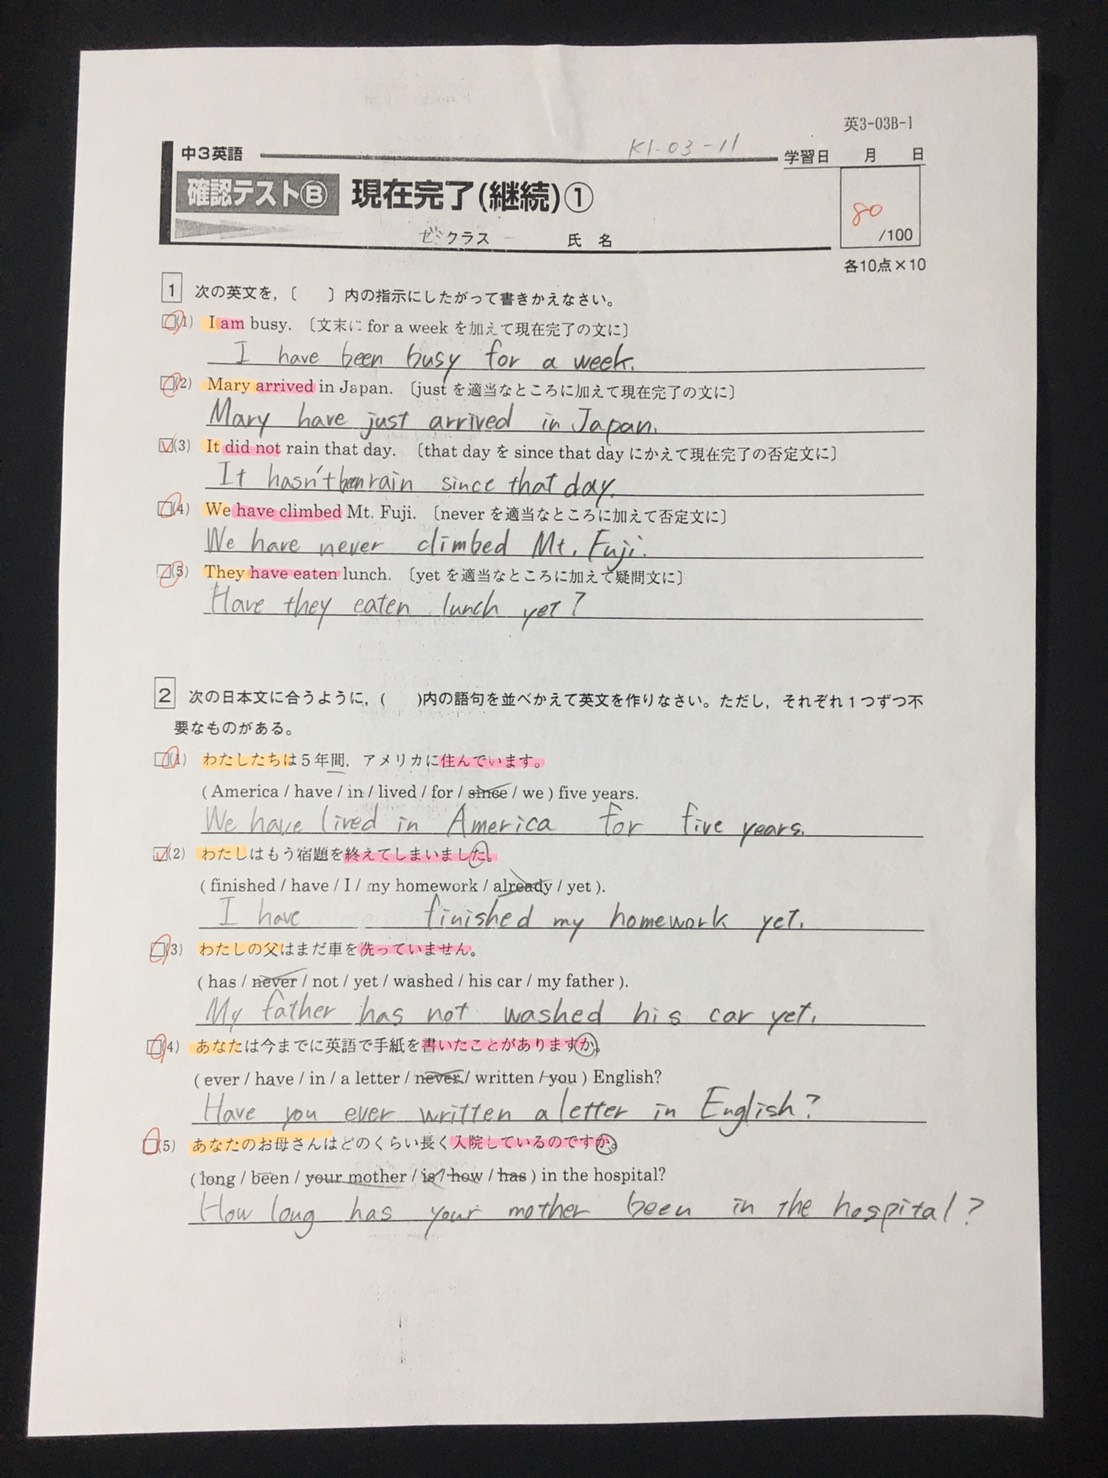 英3-03B-1
中3英語
K1-03-11
学習日 月 日
確認テストⒷ 現在完了(継続)①
80
/100
クラス 氏 名
各10点×10
1 次の英文を,〔 〕内の指示にしたがって書きかえなさい。
(1) I am busy. 〔文末に for a week を加えて現在完了の文に〕
I have been busy for a week.
(2) Mary arrived in Japan. 〔just を適当なところに加えて現在完了の文に〕
Mary have just arrived in Japan.
(3) It did not rain that day. 〔that day を since that day にかえて現在完了の否定文に〕
It hasn't been rain since that day.
(4) We have climbed Mt. Fuji. 〔never を適当なところに加えて否定文に〕
We have never climbed Mt. Fuji.
(5) They have eaten lunch. 〔yet を適当なところに加えて疑問文に〕
Have they eaten lunch yet?
2 次の日本文に合うように,( )内の語句を並べかえて英文を作りなさい。ただし,それぞれ1つずつ不
要なものがある。
(1) わたしたちは5年間,アメリカに住んでいます。
( America / have / in / lived / for / since / we ) five years.
We have lived in America for five years.
(2) わたしはもう宿題を終えてしまいました。
( finished / have / I / my homework / already / yet ).
I have finished my homework yet.
(3) わたしの父はまだ車を洗っていません。
( has / never / not / yet / washed / his car / my father ).
My father has not washed his car yet.
(4) あなたは今までに英語で手紙を書いたことがありますか。
( ever / have / in / a letter / never / written / you ) English?
Have you ever written a letter in English?
(5) あなたのお母さんはどのくらい長く入院しているのですか。
( long / been / your mother / is / how / has ) in the hospital?
How long has your mother been in the hospital?